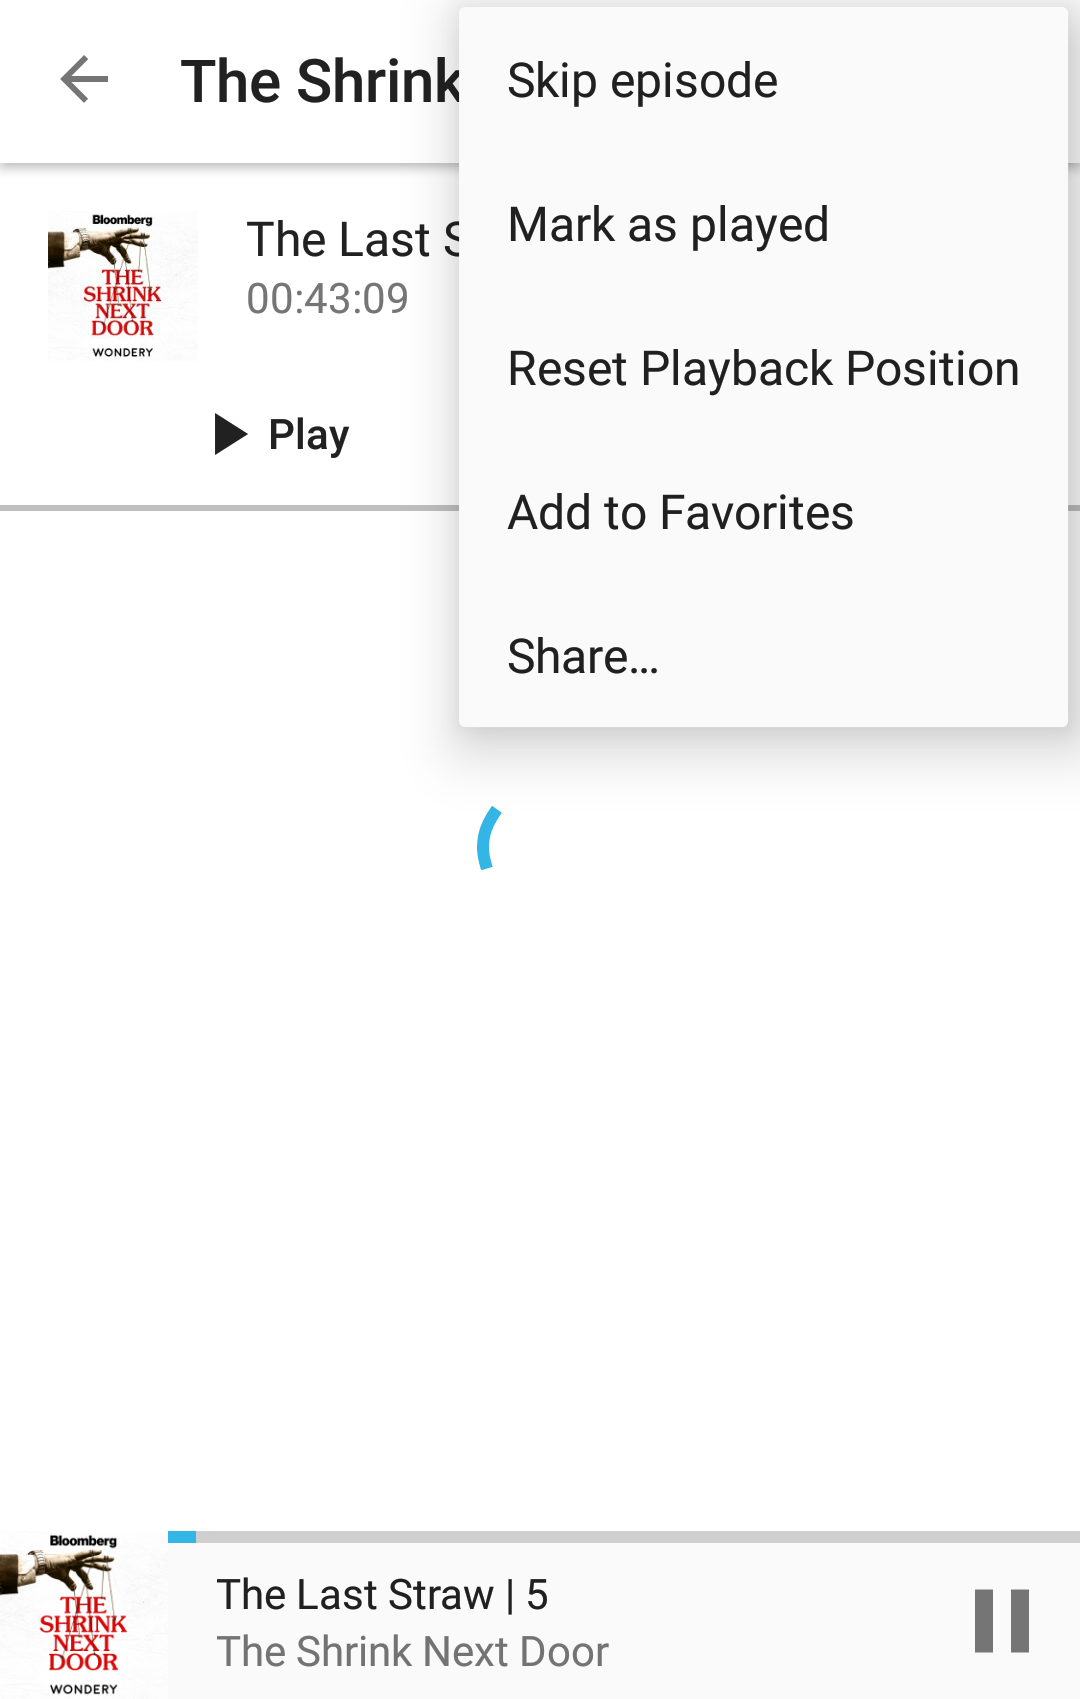 The Shrink
Skip episode
Mark as played
Reset Playback Position
Add to Favorites
Share...
Bloomberg
THE
SHRINK
NEXT
DOOR
WONDERY
The Last S
00:43:09
Play
Bloomberg
THE
SHRINK
NEXT
DOOR
WONDERY
The Last Straw | 5
The Shrink Next Door